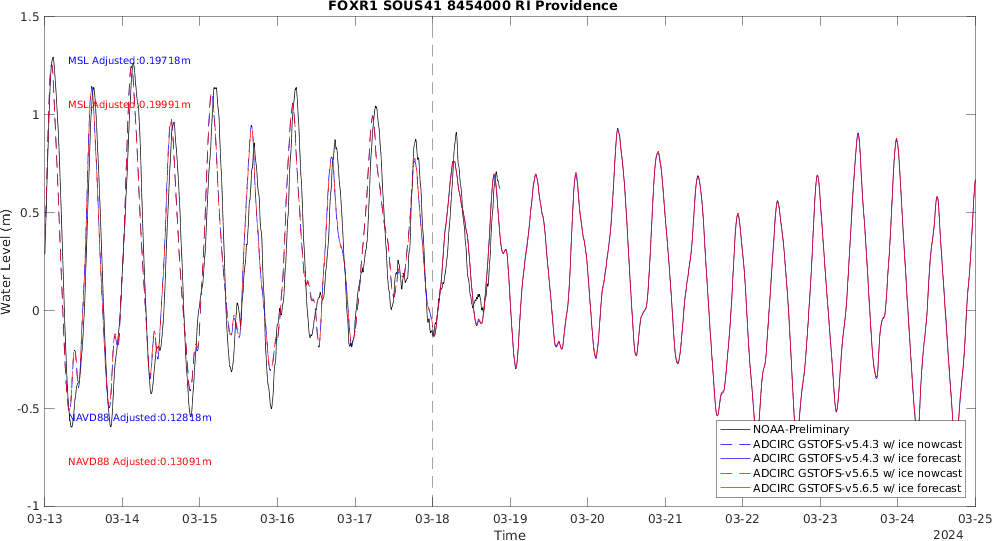 FOXR1 SOUS41 8454000 RI Providence
1.5
1
0.5
0
-0.5
-1
Water Level (m)
MSL Adjusted:0.19718m
MSL Adjusted:0.19991m
NAVD88 Adjusted:0.12818m
NAVD88 Adjusted:0.13091m
NOAA-Preliminary
ADCIRC GSTOFS-v5.4.3 w/ ice nowcast
ADCIRC GSTOFS-v5.4.3 w/ ice forecast
ADCIRC GSTOFS-v5.6.5 w/ ice nowcast
ADCIRC GSTOFS-v5.6.5 w/ ice forecast
03-13 03-14 03-15 03-16 03-17 03-18 03-19 03-20 03-21 03-22 03-23 03-24 03-25
Time
2024